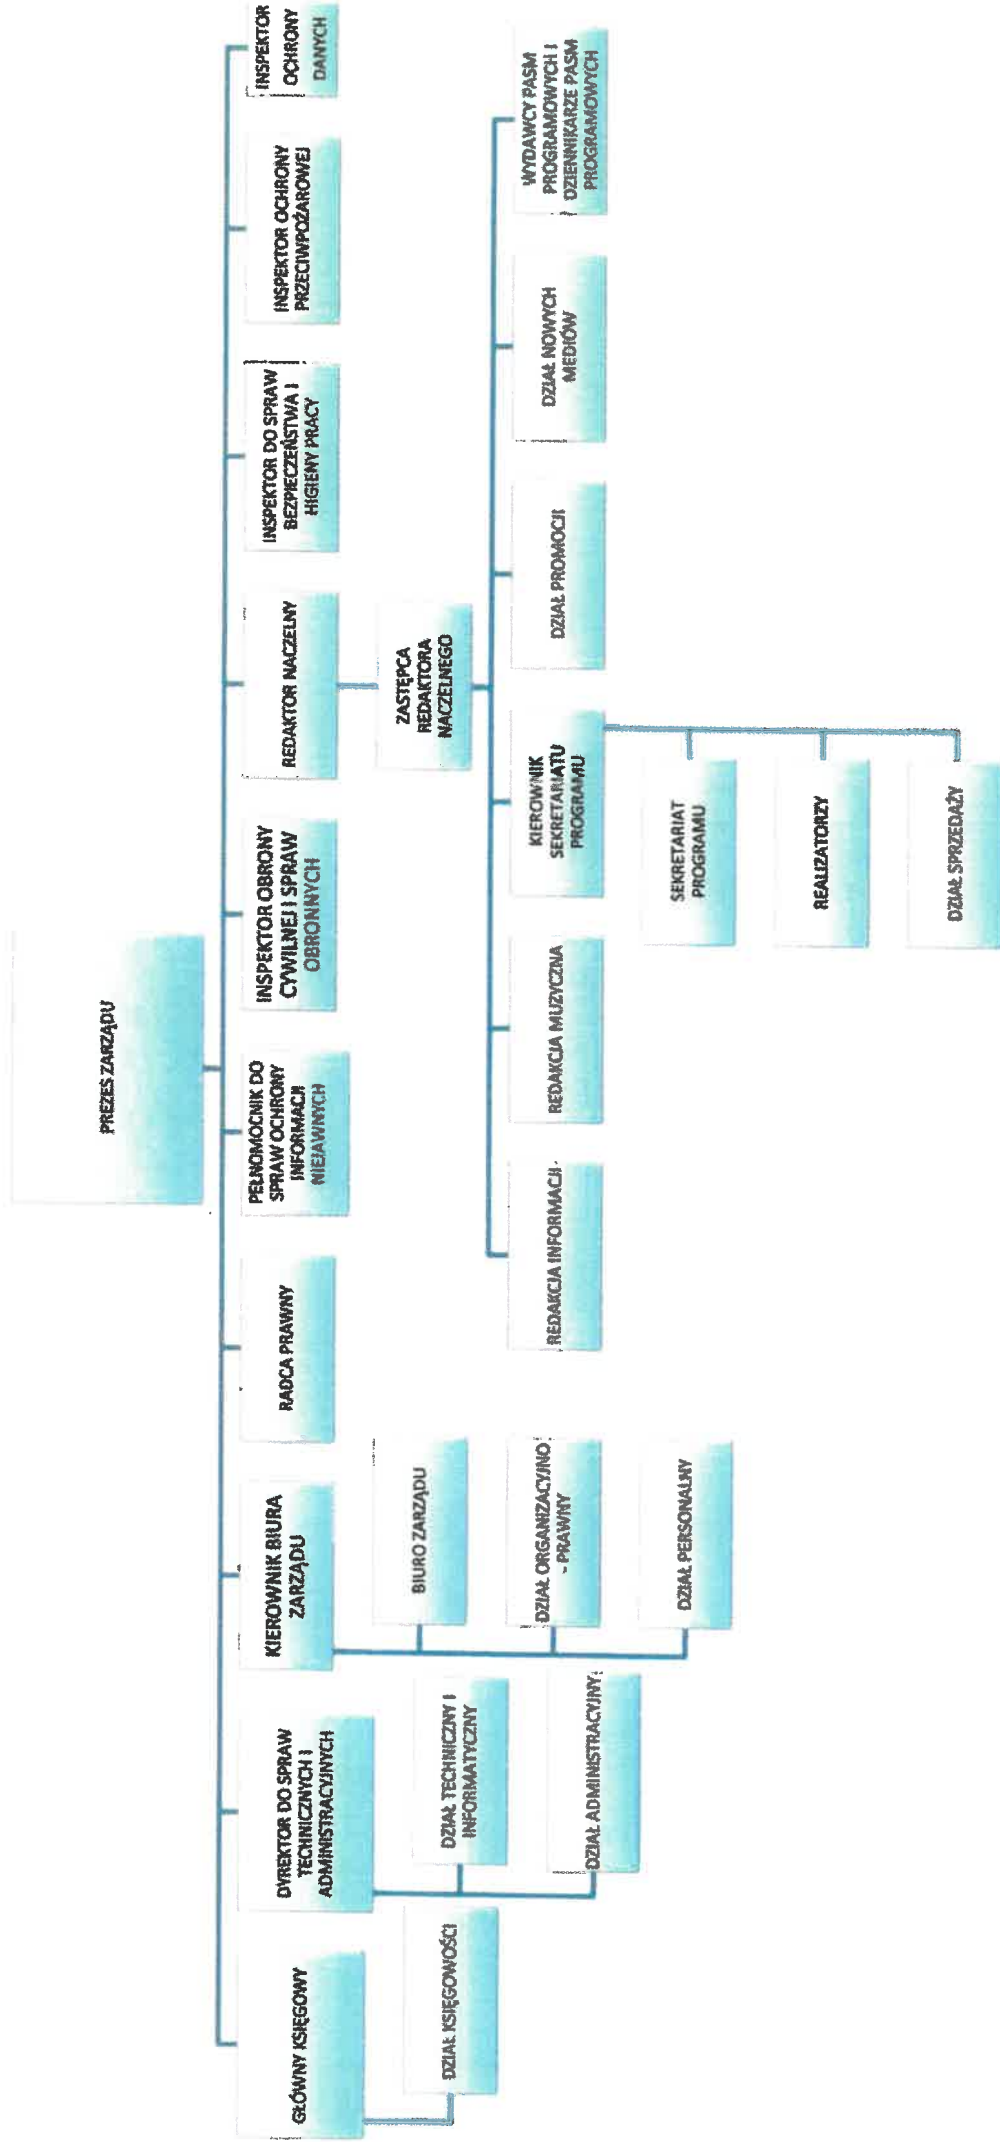 PREZES ZARZĄDU
GŁÓWNY KSIĘGOWY
DYREKTOR DO SPRAW
TECHNICZNYCH I
ADMINISTRACYJNYCH
KIEROWNIK BIURA
ZARZĄDU
RADCA PRAWNY
PEŁNOMOCNIK DO
SPRAW OCHRONY
INFORMACJI
NIEJAWNYCH
INSPEKTOR OBRONY
CYWILNEJ I SPRAW
OBRONNYCH
REDAKTOR NACZELNY
INSPEKTOR DO SPRAW
BEZPIECZEŃSTWA I
HIGIENY PRACY
INSPEKTOR OCHRONY
PRZECIWPOŻAROWEJ
INSPEKTOR
OCHRONY
DANYCH
DZIAŁ KSIĘGOWOŚCI
DZIAŁ TECHNICZNY I
INFORMATYCZNY
DZIAŁ ADMINISTRACYJNY
BIURO ZARZĄDU
DZIAŁ ORGANIZACYJNO
- PRAWNY
DZIAŁ PERSONALNY
ZASTĘPCA
REDAKTORA
NACZELNEGO
REDAKCJA INFORMACJI
REDAKCJA MUZYCZNA
KIEROWNIK
SEKRETARIATU
PROGRAMU
DZIAŁ PROMOCJI
DZIAŁ NOWYCH
MEDIÓW
WYDAWCY PASM
PROGRAMOWYCH I
DZIENNIKARZE PASM
PROGRAMOWYCH
SEKRETARIAT
PROGRAMU
REALIZATORZY
DZIAŁ SPRZEDAŻY